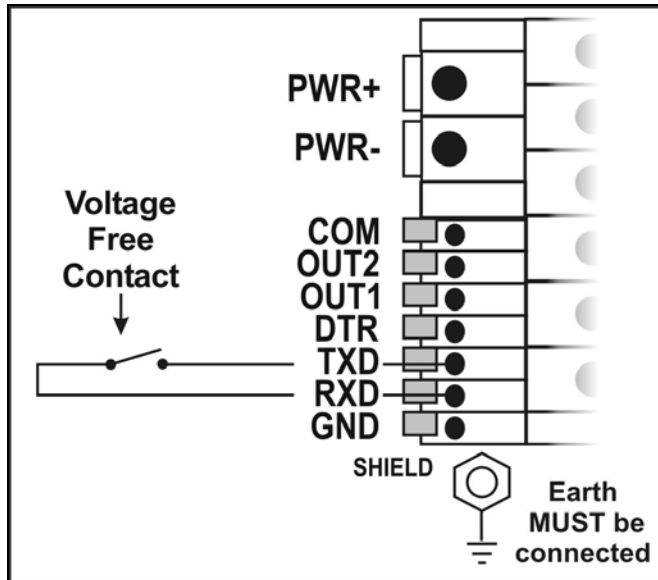 PWR+
PWR-
Voltage
Free
Contact
COM
OUT2
OUT1
DTR
TXD
RXD
GND
SHIELD
Earth
MUST be
connected